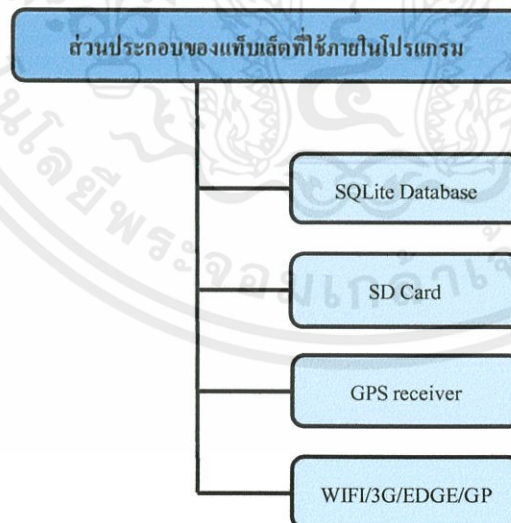 ส่วนประกอบของแท็บเล็ตที่ใช้ภายในโปรแกรม
SQLite Database
SD Card
GPS receiver
WIFI/3G/EDGE/GP